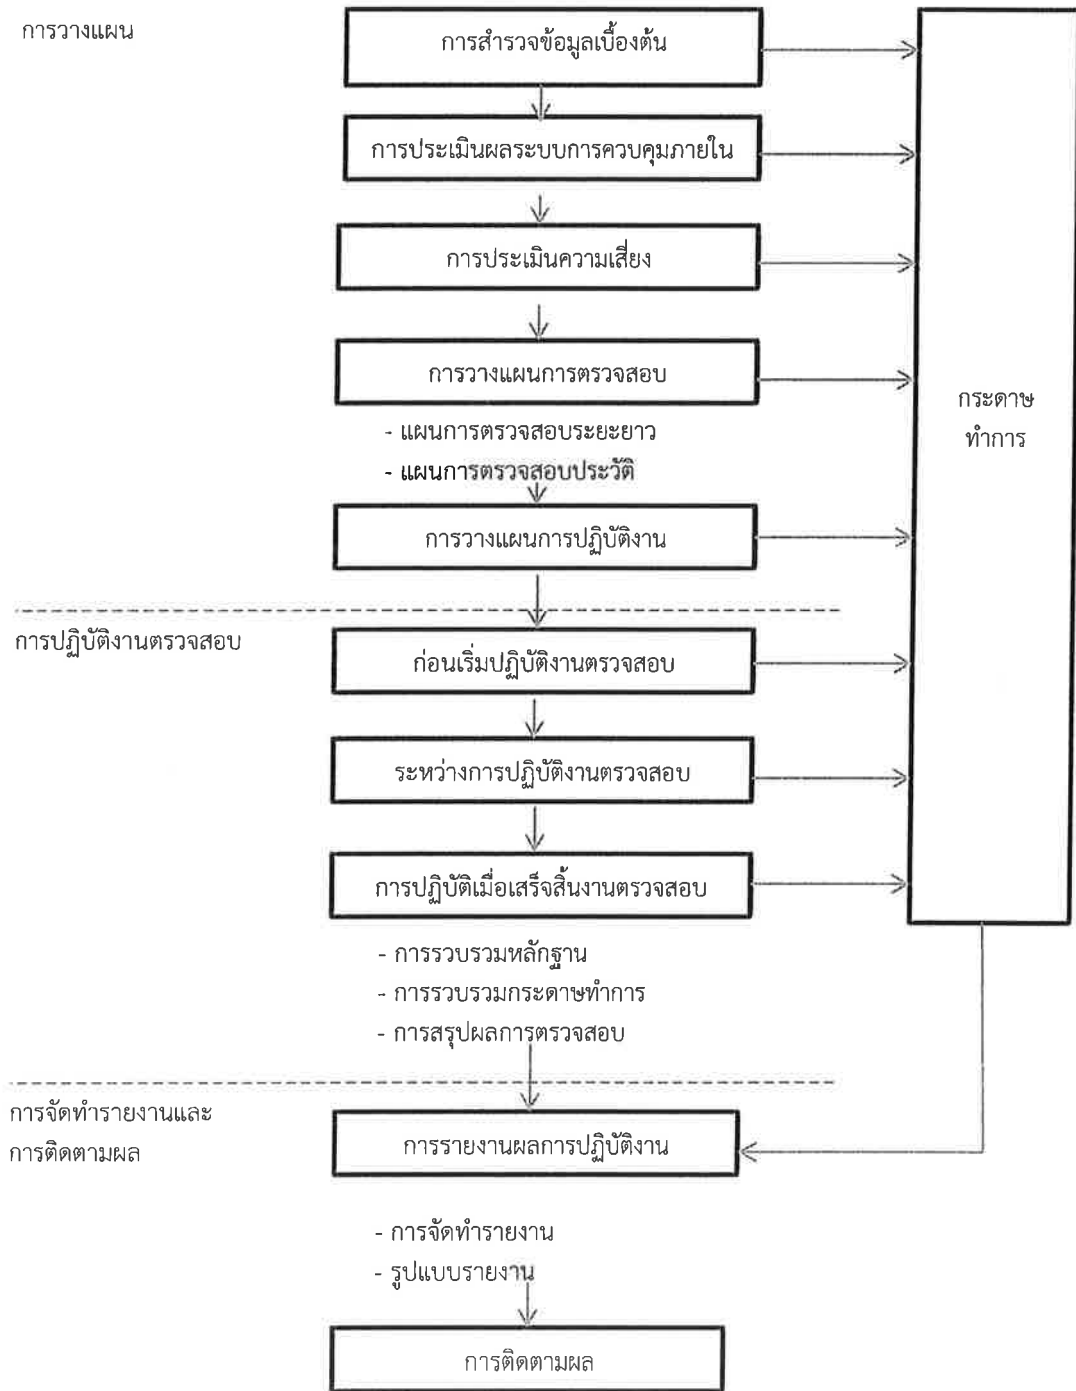 การวางแผน
การสำรวจข้อมูลเบื้องต้น
การประเมินผลระบบการควบคุมภายใน
การประเมินความเสี่ยง
การวางแผนการตรวจสอบ
- แผนการตรวจสอบระยะยาว
- แผนการตรวจสอบประวัติ
การวางแผนการปฏิบัติงาน
กระดาษ
ทำการ
การปฏิบัติงานตรวจสอบ
ก่อนเริ่มปฏิบัติงานตรวจสอบ
ระหว่างการปฏิบัติงานตรวจสอบ
การปฏิบัติเมื่อเสร็จสิ้นงานตรวจสอบ
- การรวบรวมหลักฐาน
- การรวบรวมกระดาษทำการ
- การสรุปผลการตรวจสอบ
การจัดทำรายงานและ
การติดตามผล
การรายงานผลการปฏิบัติงาน
- การจัดทำรายงาน
- รูปแบบรายงาน
การติดตามผล